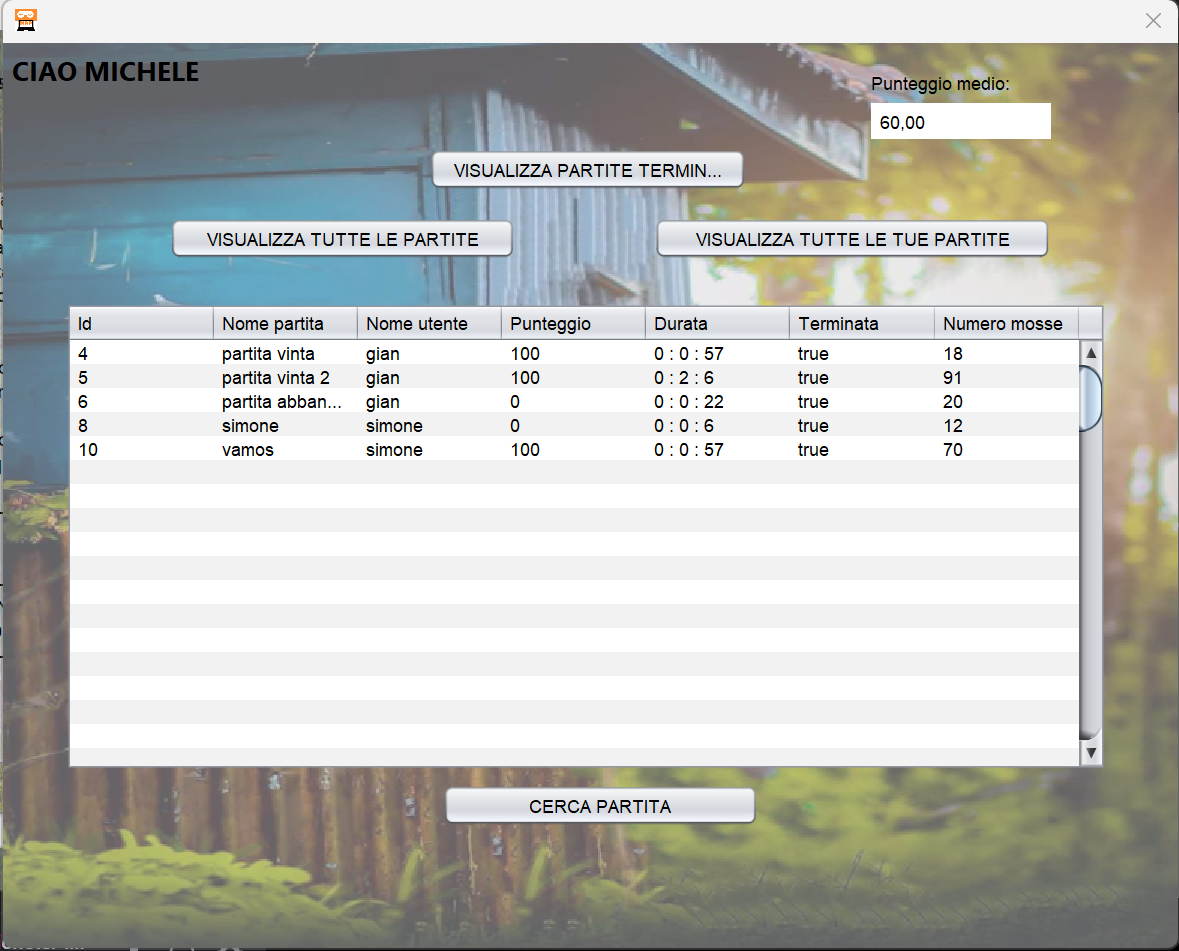 CIAO MICHELE
Punteggio medio:
60,00
VISUALIZZA PARTITE TERMIN...
VISUALIZZA TUTTE LE PARTITE
VISUALIZZA TUTTE LE TUE PARTITE
Id Nome partita Nome utente Punteggio Durata Terminata Numero mosse
4 partita vinta gian 100 0 : 0 : 57 true 18
5 partita vinta 2 gian 100 0 : 2 : 6 true 91
6 partita abban... gian 0 0 : 0 : 22 true 20
8 simone simone 0 0 : 0 : 6 true 12
10 vamos simone 100 0 : 0 : 57 true 70
CERCA PARTITA